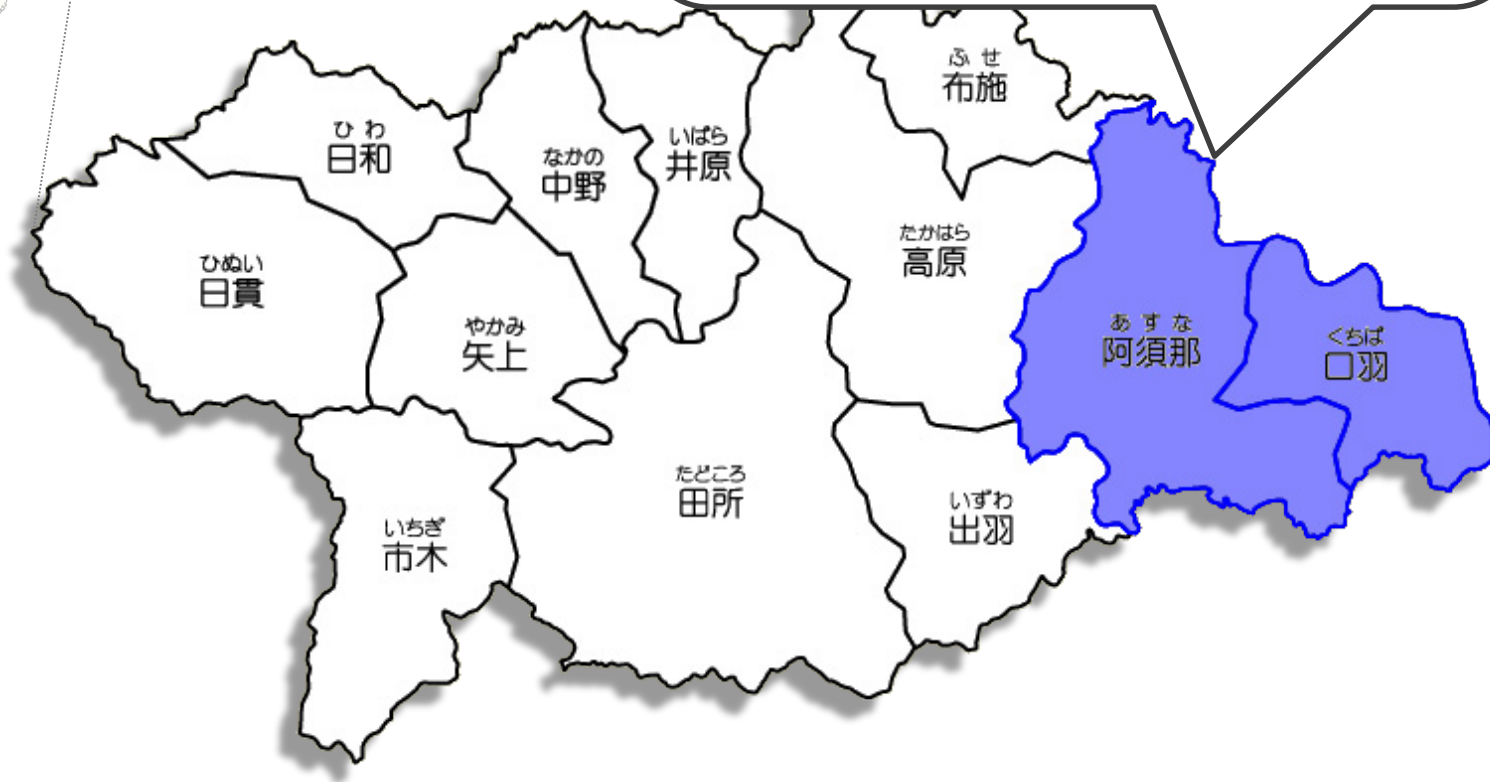 ふせ
布施
ひわ
日和
なかの
中野
いばら
井原
たかはら
高原
ひぬい
日貫
やかみ
矢上
あすな
阿須那
くちば
口羽
たどころ
田所
いずわ
出羽
いちぎ
市木